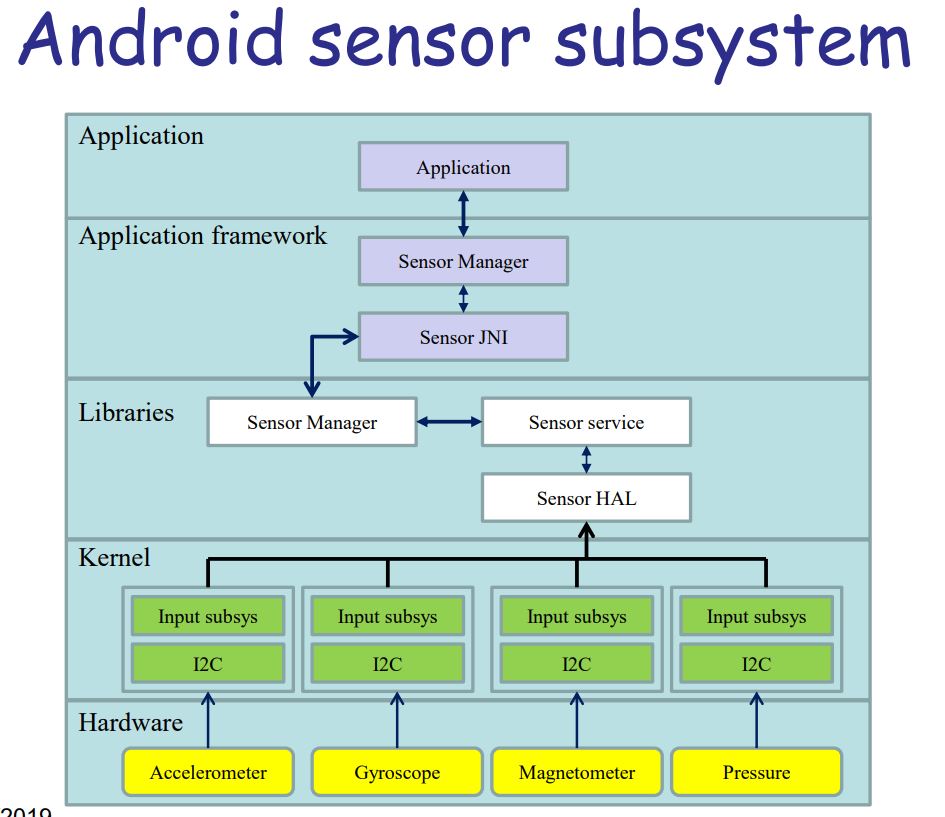 Android sensor subsystem
Application
Application
Application framework
Sensor Manager
Sensor JNI
Libraries
Sensor Manager
Sensor service
Sensor HAL
Kernel
Input subsys
Input subsys
Input subsys
Input subsys
I2C
I2C
I2C
I2C
Hardware
Accelerometer
Gyroscope
Magnetometer
Pressure
2019